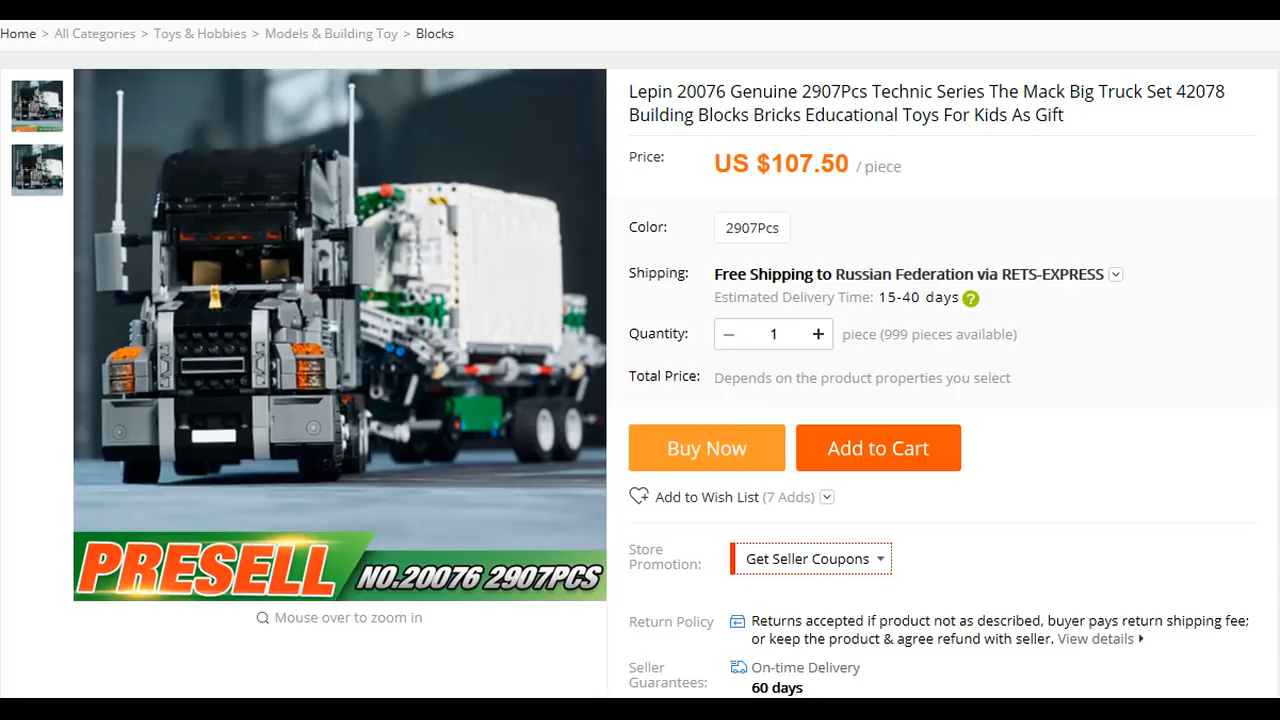 Home > All Categories > Toys & Hobbies > Models & Building Toy > Blocks
Lepin 20076 Genuine 2907Pcs Technic Series The Mack Big Truck Set 42078
Building Blocks Bricks Educational Toys For Kids As Gift
Price: US $107.50 / piece
Color: 2907Pcs
Shipping: Free Shipping to Russian Federation via RETS-EXPRESS
Estimated Delivery Time: 15-40 days ?
Quantity: − 1 + piece (999 pieces available)
Total Price: Depends on the product properties you select
Buy Now Add to Cart
Add to Wish List (7 Adds)
Store
Promotion:
Get Seller Coupons
PRESELL NO.20076 2907PCS
Mouse over to zoom in
Return Policy Returns accepted if product not as described, buyer pays return shipping fee;
or keep the product & agree refund with seller. View details
Seller
Guarantees:
On-time Delivery
60 days